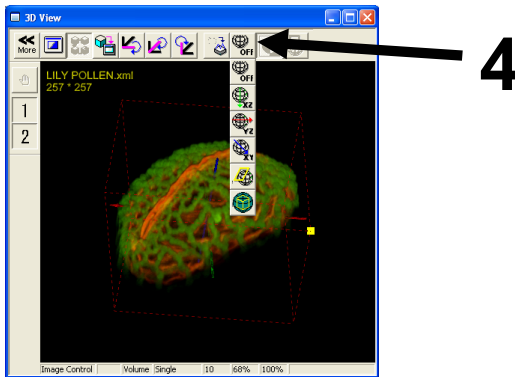 3D View
More
OFF
4
LILY POLLEN.xml
257 * 257
OFF
XZ
1
YZ
2
XY
Image Control
Volume
Single
10
68%
100%